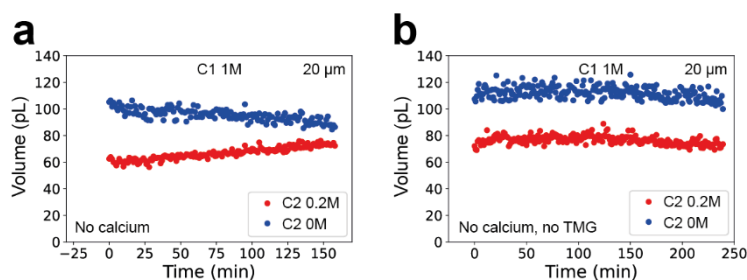 a
C1 1M 20 µm
Volume (pL)
140
120
100
80
60
40
20
0
C2 0.2M
C2 0M
No calcium
−25 0 25 50 75 100 125 150
Time (min)
b
C1 1M 20 µm
Volume (pL)
140
120
100
80
60
40
20
0
C2 0.2M
C2 0M
No calcium, no TMG
0 50 100 150 200 250
Time (min)